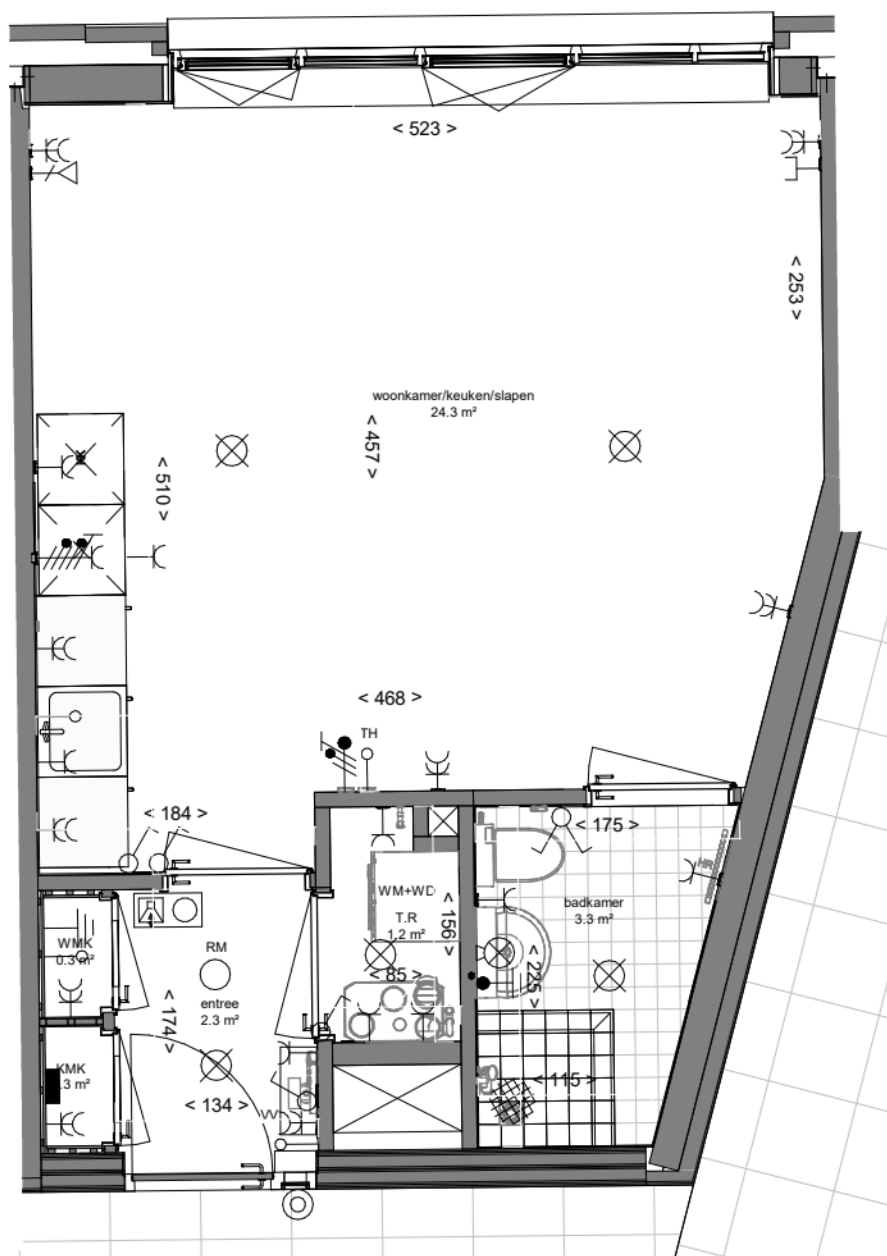 < 523 >
< 253 >
woonkamer/keuken/slapen
24.3 m²
< 457 >
< 510 >
< 468 >
TH
< 184 >
< 175 >
WM+WD
T.R
1.2 m²
< 156 >
< 85 >
badkamer
3.3 m²
< 225 >
< 115 >
WMK
0.3 m²
RM
entree
2.3 m²
< 174 >
KMK
.3 m²
< 134 >